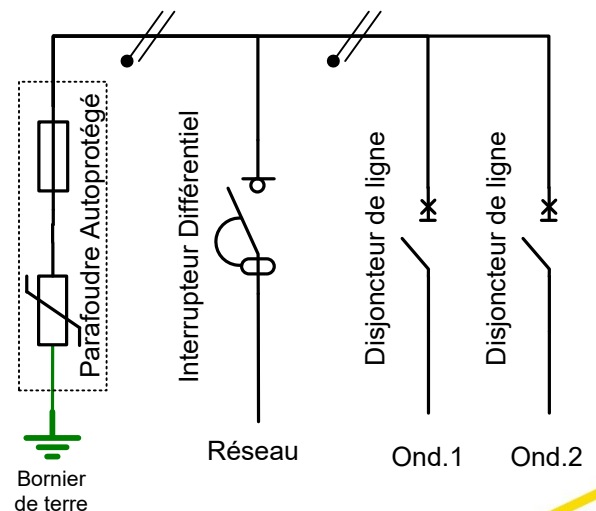 Parafoudre Autoprotégé
Interrupteur Différentiel
Disjoncteur de ligne
Disjoncteur de ligne
Réseau
Ond.1
Ond.2
Bornier
de terre